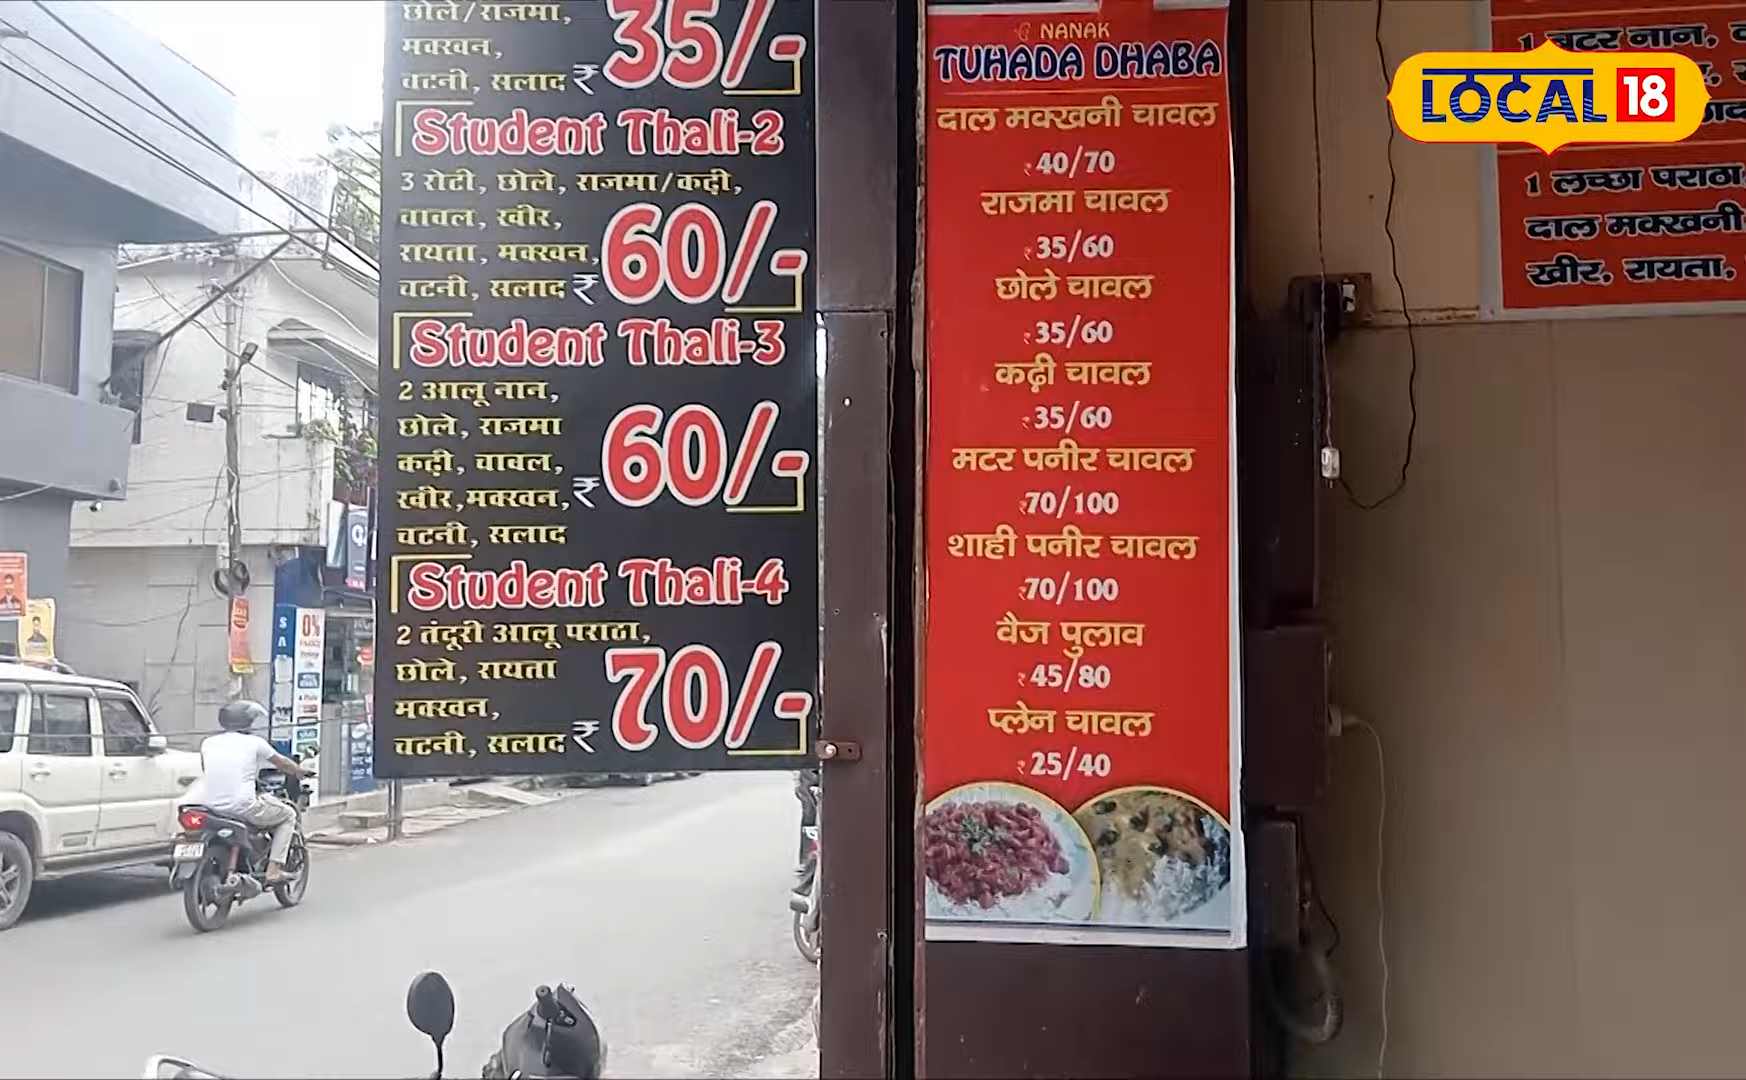 छोले/राजमा,
मक्खन,
चटनी, सलाद ₹ 35/-
Student Thali-2
3 रोटी, छोले, राजमा/कढ़ी,
चावल, खीर,
रायता, मक्खन,
चटनी, सलाद ₹ 60/-
Student Thali-3
2 आलू नान,
छोले, राजमा
कढ़ी, चावल,
खीर,मक्खन, ₹ 60/-
चटनी, सलाद
Student Thali-4
2 तंदूरी आलू पराठा,
छोले, रायता
मक्खन,
चटनी, सलाद ₹ 70/-
NANAK
TUHADA DHABA
दाल मक्खनी चावल
₹40/70
राजमा चावल
₹35/60
छोले चावल
₹35/60
कढ़ी चावल
₹35/60
मटर पनीर चावल
₹70/100
शाही पनीर चावल
₹70/100
वैज पुलाव
₹45/80
प्लेन चावल
₹25/40
1 बटर नान,
1 लच्छा पराठा,
दाल मक्खनी
खीर, रायता,
LOCAL 18
0%